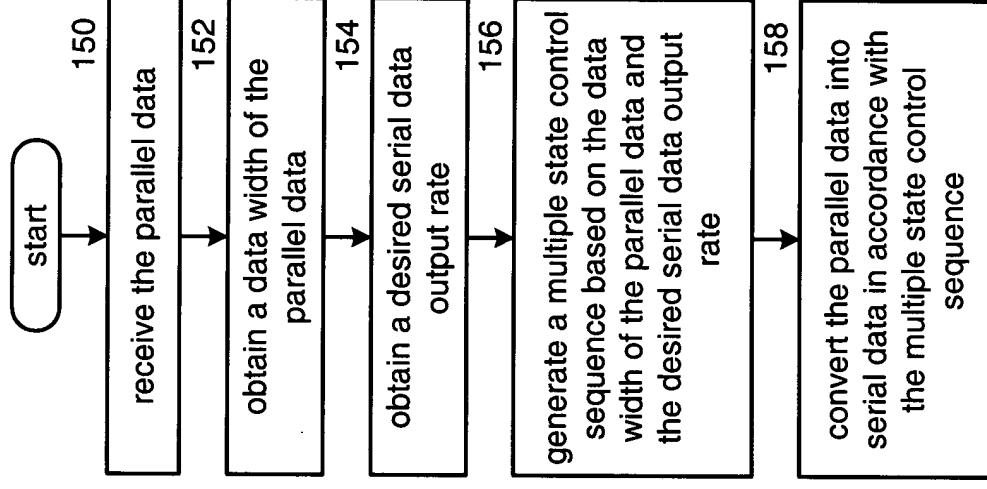 start
150
receive the parallel data
152
obtain a data width of the
parallel data
154
obtain a desired serial data
output rate
156
generate a multiple state control
sequence based on the data
width of the parallel data and
the desired serial data output
rate
158
convert the parallel data into
serial data in accordance with
the multiple state control
sequence